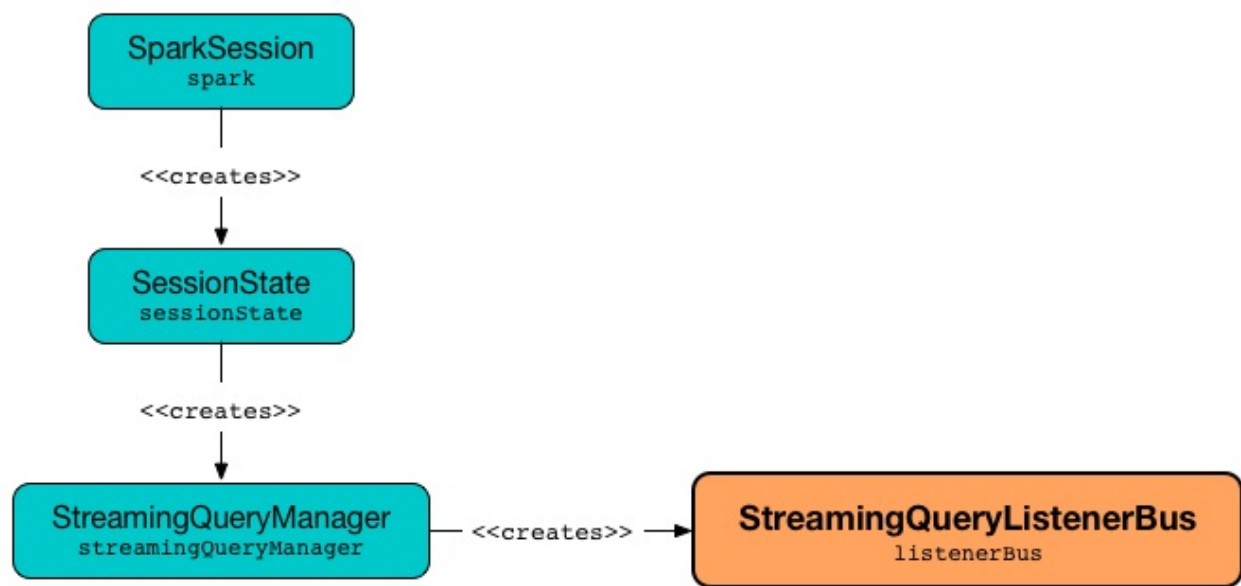 SparkSession
spark
<<creates>>
SessionState
sessionState
<<creates>>
StreamingQueryManager
streamingQueryManager
<<creates>>
StreamingQueryListenerBus
listenerBus